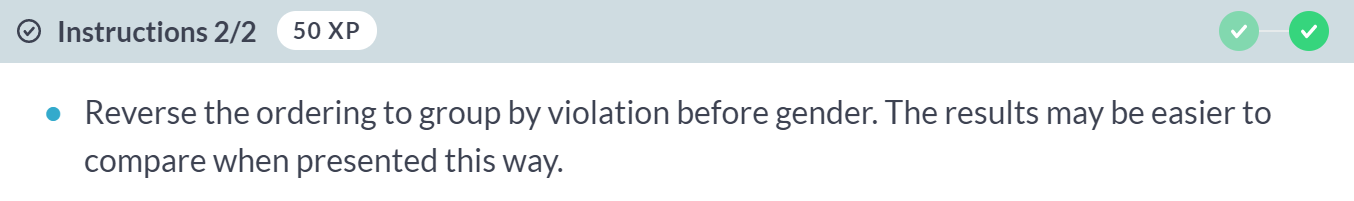 Instructions 2/2 50 XP
Reverse the ordering to group by violation before gender. The results may be easier to
compare when presented this way.